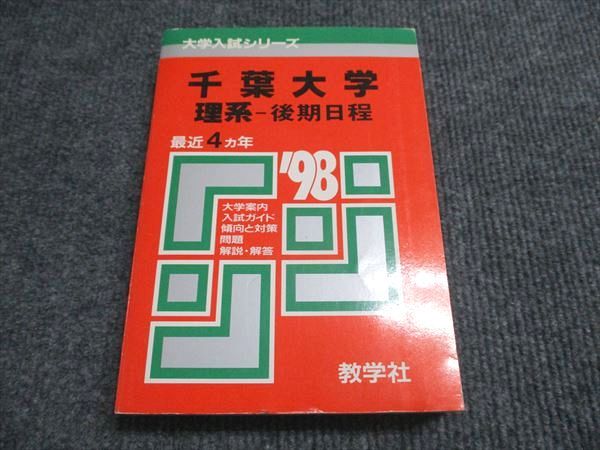 大学入試シリーズ
千葉大学
理系-後期日程
最近4ヵ年
'98
大学案内
入試ガイド
傾向と対策
問題
解説・解答
教学社